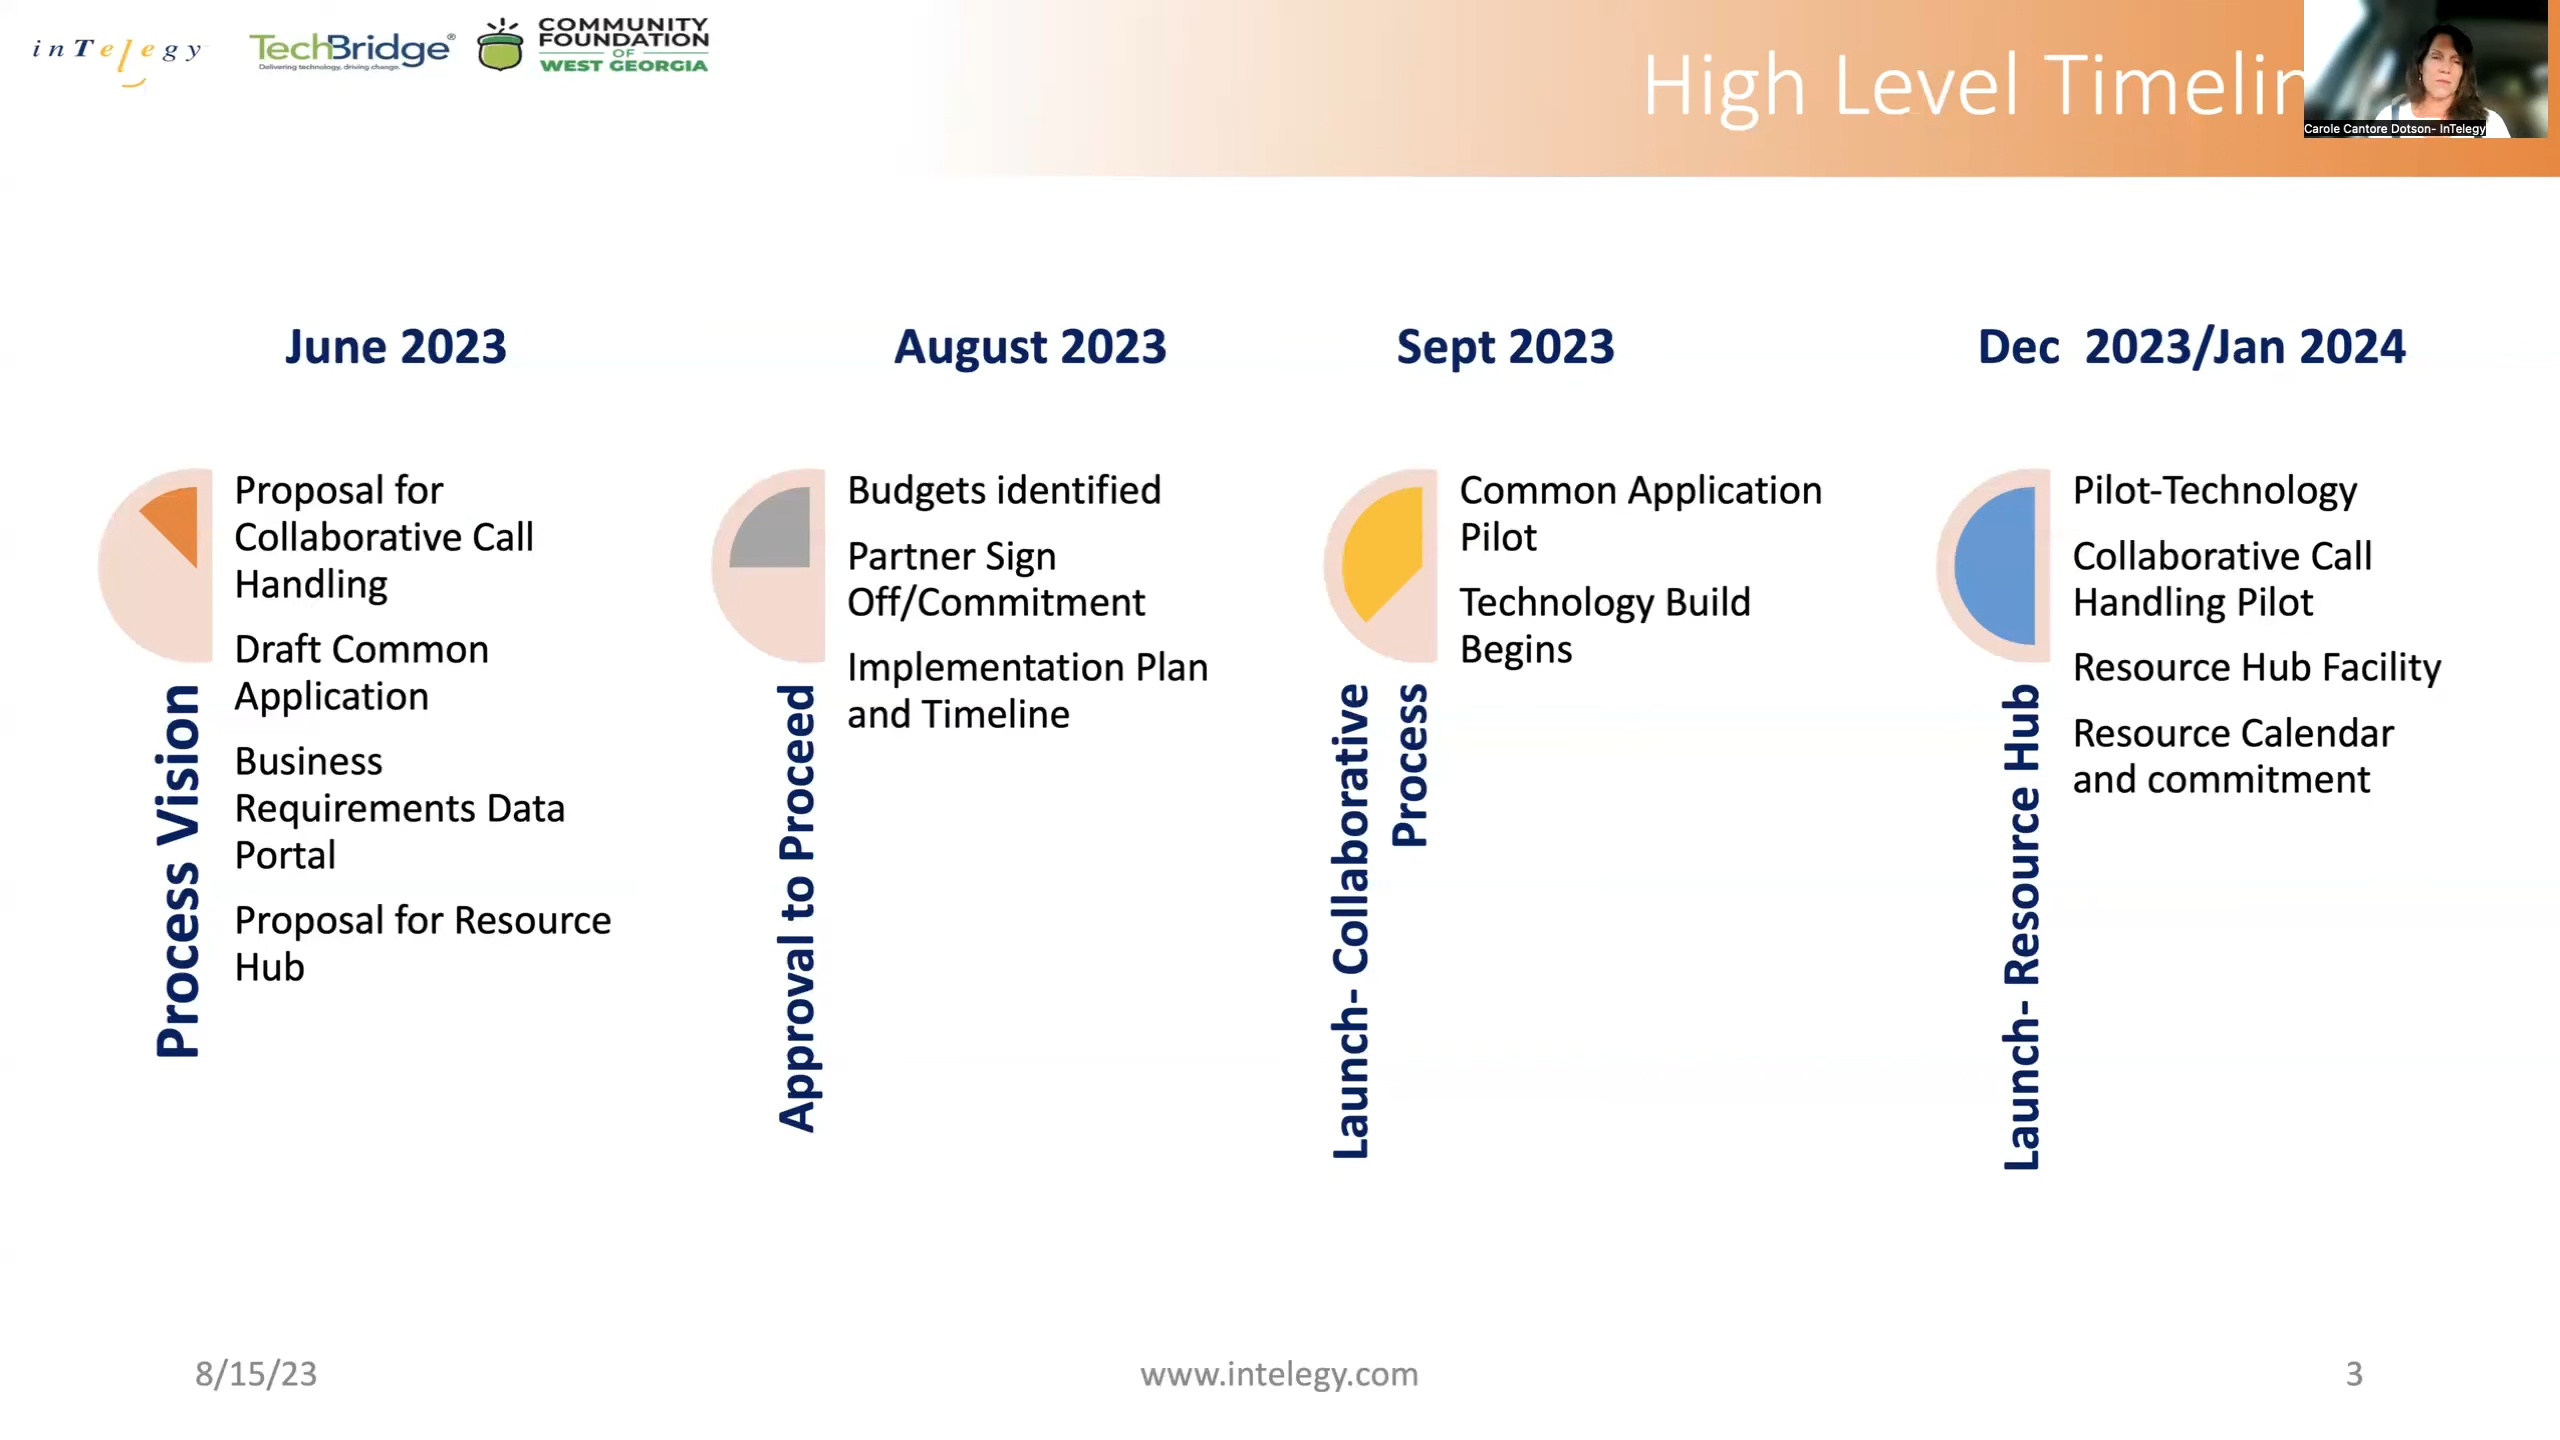 inTelegy
TechBridge®
Delivering technology, driving change.
COMMUNITY
FOUNDATION
OF
WEST GEORGIA
High Level Timelin
Carole Cantore Dotson- InTelegy
June 2023
Process Vision
Proposal for
Collaborative Call
Handling
Draft Common
Application
Business
Requirements Data
Portal
Proposal for Resource
Hub
August 2023
Approval to Proceed
Budgets identified
Partner Sign
Off/Commitment
Implementation Plan
and Timeline
Sept 2023
Launch- Collaborative
Process
Common Application
Pilot
Technology Build
Begins
Dec  2023/Jan 2024
Launch- Resource Hub
Pilot-Technology
Collaborative Call
Handling Pilot
Resource Hub Facility
Resource Calendar
and commitment
8/15/23
www.intelegy.com
3